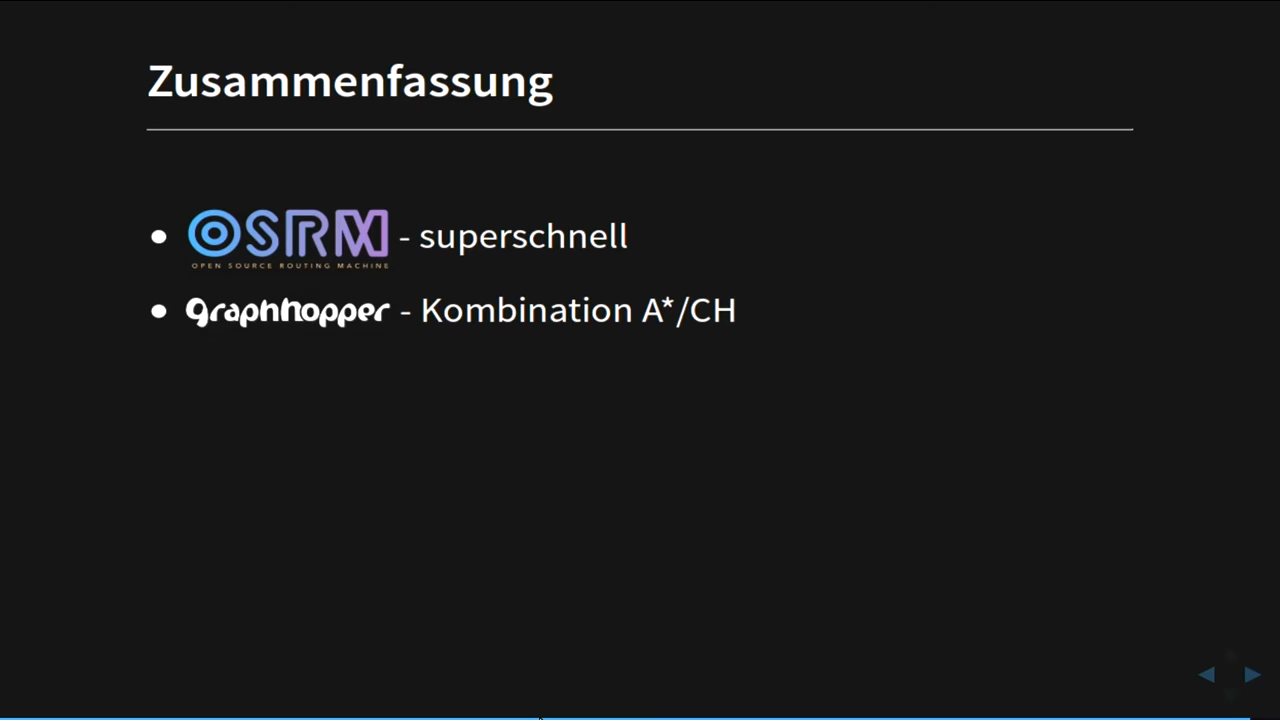 Zusammenfassung
OSRM - superschnell
OPEN SOURCE ROUTING MACHINE
graphhopper - Kombination A*/CH